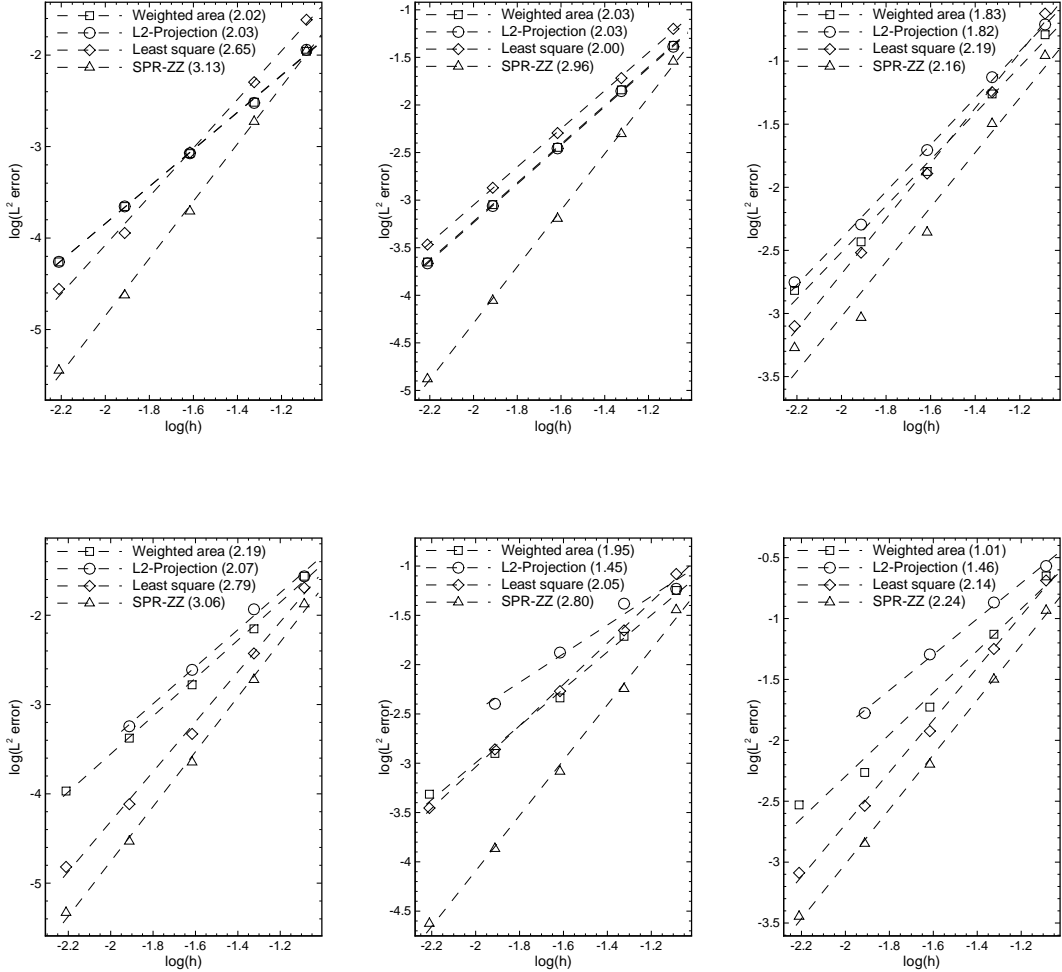 Weighted area (2.02)
L2-Projection (2.03)
Least square (2.65)
SPR-ZZ (3.13)
-2
-3
-4
-5
log(L² error)
-2.2 -2 -1.8 -1.6 -1.4 -1.2
log(h)
Weighted area (2.03)
L2-Projection (2.03)
Least square (2.00)
SPR-ZZ (2.96)
-1
-1.5
-2
-2.5
-3
-3.5
-4
-4.5
-5
log(L² error)
-2.2 -2 -1.8 -1.6 -1.4 -1.2
log(h)
Weighted area (1.83)
L2-Projection (1.82)
Least square (2.19)
SPR-ZZ (2.16)
-1
-1.5
-2
-2.5
-3
-3.5
log(L² error)
-2.2 -2 -1.8 -1.6 -1.4 -1.2
log(h)
Weighted area (2.19)
L2-Projection (2.07)
Least square (2.79)
SPR-ZZ (3.06)
-2
-3
-4
-5
log(L² error)
-2.2 -2 -1.8 -1.6 -1.4 -1.2
log(h)
Weighted area (1.95)
L2-Projection (1.45)
Least square (2.05)
SPR-ZZ (2.80)
-1
-1.5
-2
-2.5
-3
-3.5
-4
-4.5
log(L² error)
-2.2 -2 -1.8 -1.6 -1.4 -1.2
log(h)
Weighted area (1.01)
L2-Projection (1.46)
Least square (2.14)
SPR-ZZ (2.24)
-0.5
-1
-1.5
-2
-2.5
-3
-3.5
log(L² error)
-2.2 -2 -1.8 -1.6 -1.4 -1.2
log(h)